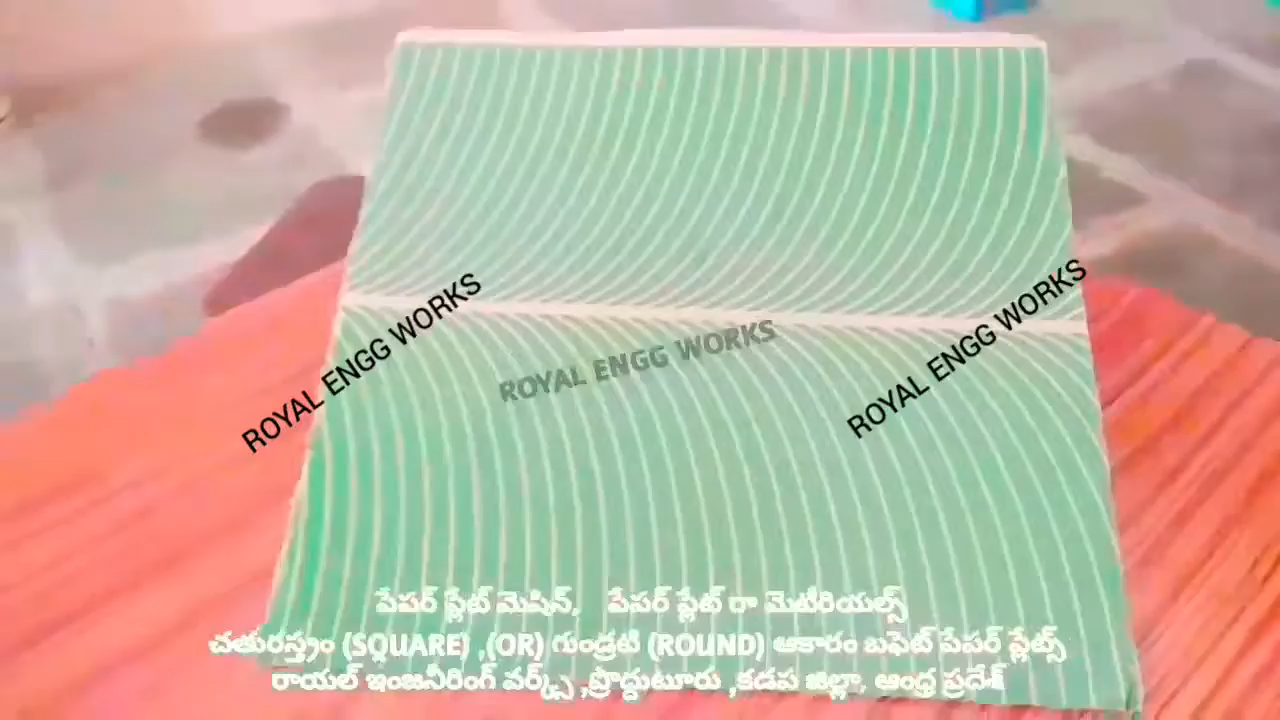 ROYAL ENGG WORKS
ROYAL ENGG WORKS
ROYAL ENGG WORKS
పేపర్ ప్లేట్ మెషిన్, పేపర్ ప్లేట్ రా మెటీరియల్స్
చతురస్త్రం (SQUARE) ,(OR) గుండ్రటి (ROUND) ఆకారం బఫెట్ పేపర్ ప్లేట్స్
రాయల్ ఇంజనీరింగ్ వర్క్స్ ,ప్రొద్దుటూరు ,కడప జిల్లా, ఆంధ్ర ప్రదేశ్